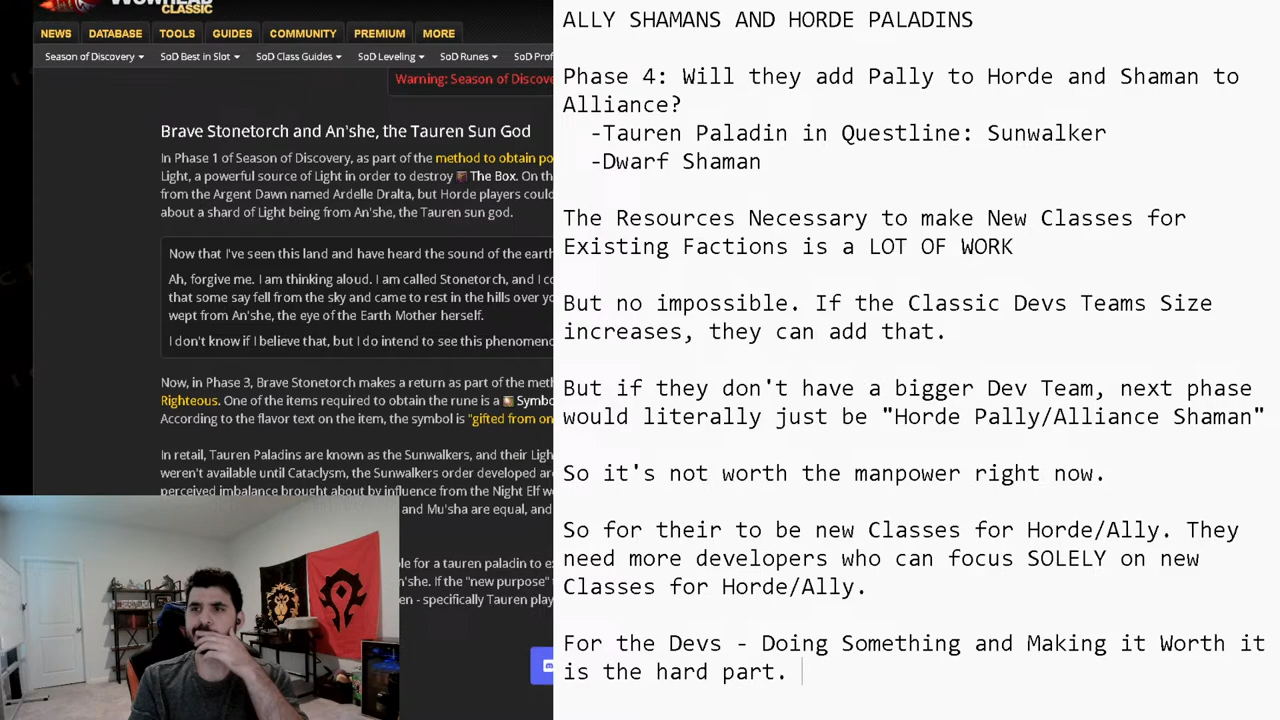 WOWHEAD
CLASSIC
NEWS DATABASE TOOLS GUIDES COMMUNITY PREMIUM MORE
Season of Discovery SoD Best in Slot SoD Class Guides SoD Leveling SoD Runes SoD Prof
Warning: Season of Discove
Brave Stonetorch and An'she, the Tauren Sun God
In Phase 1 of Season of Discovery, as part of the method to obtain po
Light, a powerful source of Light in order to destroy The Box. On th
from the Argent Dawn named Ardelle Dralta, but Horde players coul
about a shard of Light being from An'she, the Tauren sun god.
Now that I've seen this land and have heard the sound of the earth
Ah, forgive me. I am thinking aloud. I am called Stonetorch, and I co
that some say fell from the sky and came to rest in the hills over yo
wept from An'she, the eye of the Earth Mother herself.
I don't know if I believe that, but I do intend to see this phenomen
Now, in Phase 3, Brave Stonetorch makes a return as part of the met
Righteous. One of the items required to obtain the rune is a Symbo
According to the flavor text on the item, the symbol is "gifted from on
In retail, Tauren Paladins are known as the Sunwalkers, and their Ligh
weren't available until Cataclysm, the Sunwalkers order developed ar
perceived imbalance brought about by influence from the Night Elf w
and Mu'sha are equal, and
le for a tauren paladin to ex
n'she. If the "new purpose"
en - specifically Tauren play
ALLY SHAMANS AND HORDE PALADINS
Phase 4: Will they add Pally to Horde and Shaman to
Alliance?
-Tauren Paladin in Questline: Sunwalker
-Dwarf Shaman
The Resources Necessary to make New Classes for
Existing Factions is a LOT OF WORK
But no impossible. If the Classic Devs Teams Size
increases, they can add that.
But if they don't have a bigger Dev Team, next phase
would literally just be "Horde Pally/Alliance Shaman"
So it's not worth the manpower right now.
So for their to be new Classes for Horde/Ally. They
need more developers who can focus SOLELY on new
Classes for Horde/Ally.
For the Devs - Doing Something and Making it Worth it
is the hard part.